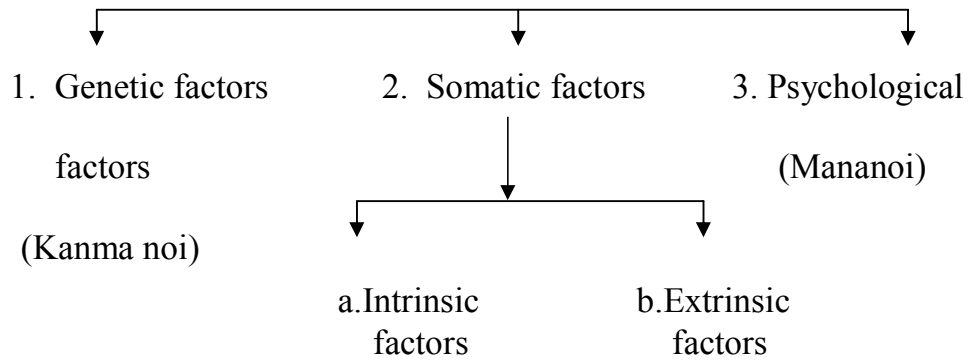 1. Genetic factors 2. Somatic factors 3. Psychological
factors (Mananoi)
(Kanma noi)
a.Intrinsic b.Extrinsic
factors factors